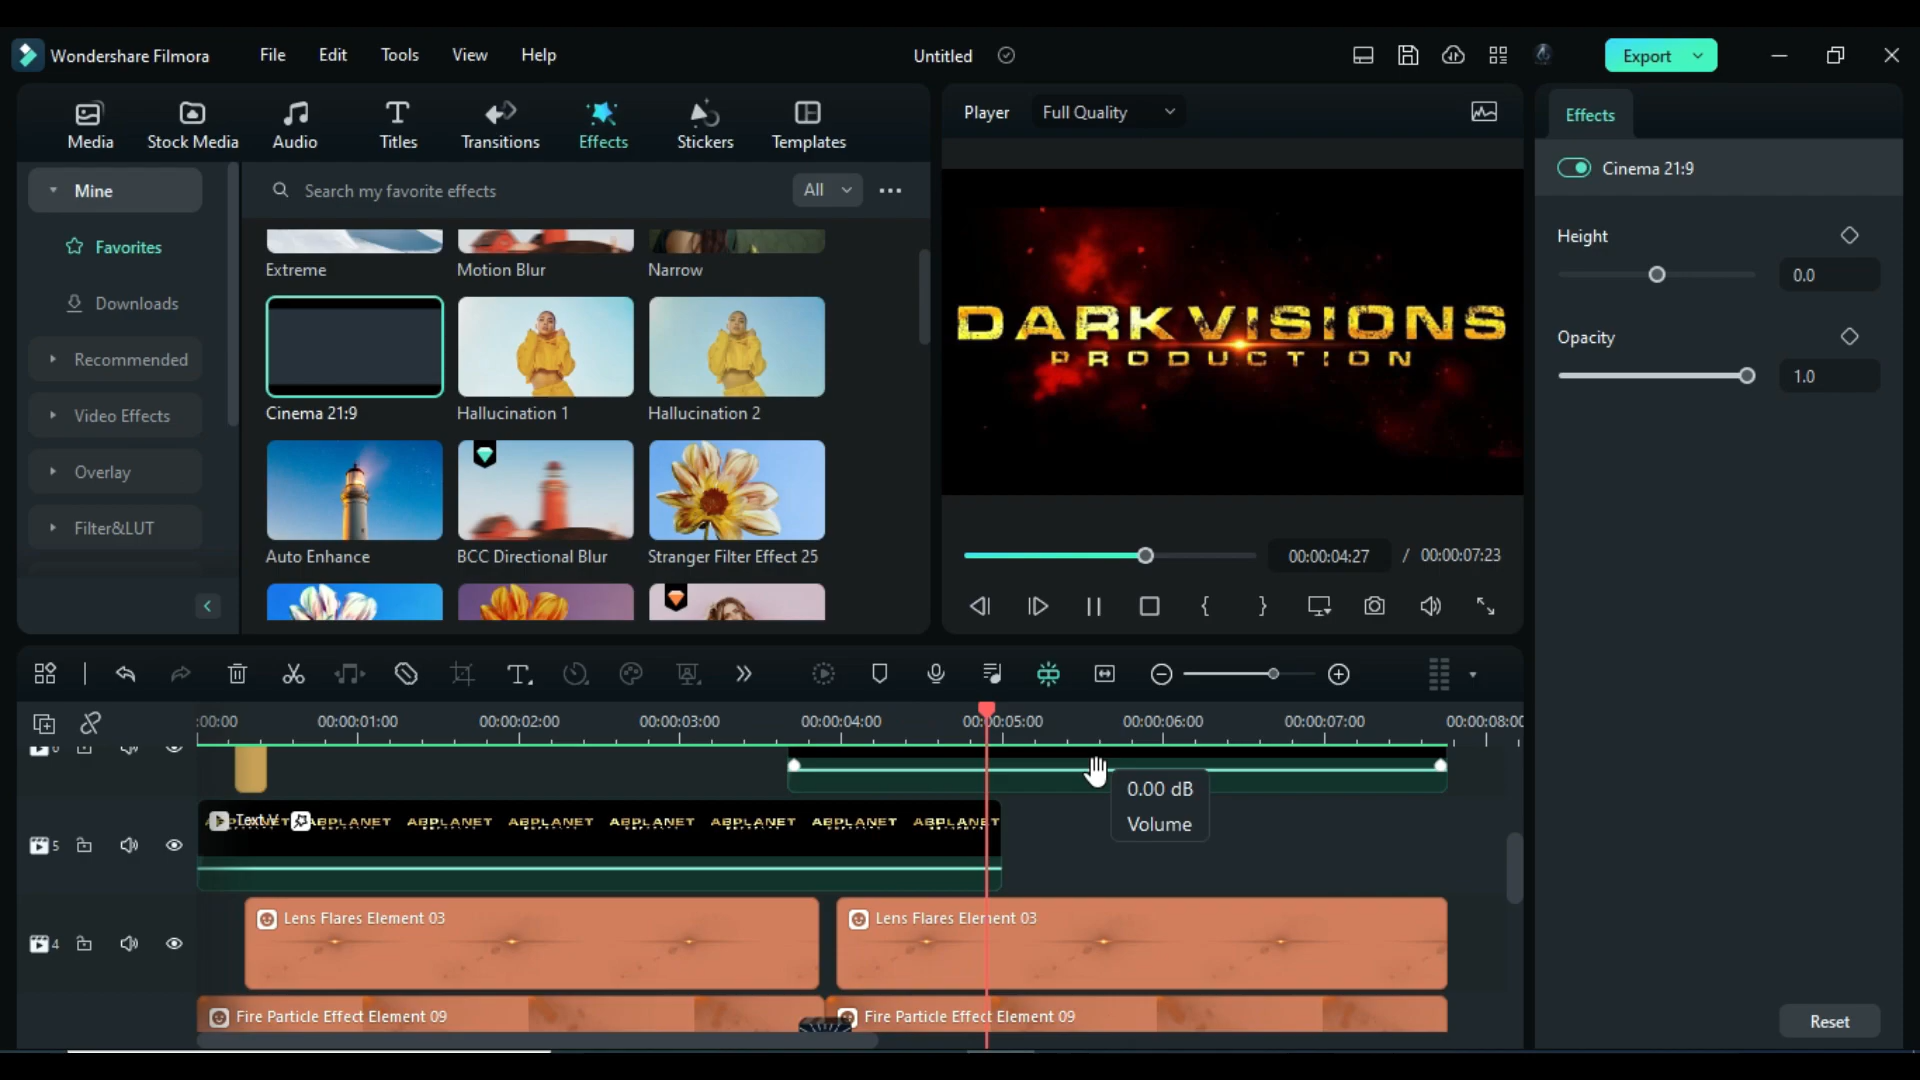 Wondershare Filmora
File
Edit
Tools
View
Help
Untitled
Export
Media
Stock Media
Audio
Titles
Transitions
Effects
Stickers
Templates
Player
Full Quality
Effects
Mine
Search my favorite effects
All
Cinema 21:9
Favorites
Downloads
Recommended
Video Effects
Overlay
Filter&LUT
Extreme
Motion Blur
Narrow
Cinema 21:9
Hallucination 1
Hallucination 2
Auto Enhance
BCC Directional Blur
Stranger Filter Effect 25
DARKVISIONS
PRODUCTION
Height
0.0
Opacity
1.0
00:00:04:27
/ 00:00:07:23
:00:00
00:00:01:00
00:00:02:00
00:00:03:00
00:00:04:00
00:00:05:00
00:00:06:00
00:00:07:00
00:00:08:00
0.00 dB
Volume
5
Text V
ABPLANET ABPLANET ABPLANET ABPLANET ABPLANET ABPLANET ABPLANET
4
Lens Flares Element 03
Lens Flares Element 03
Fire Particle Effect Element 09
Fire Particle Effect Element 09
Reset